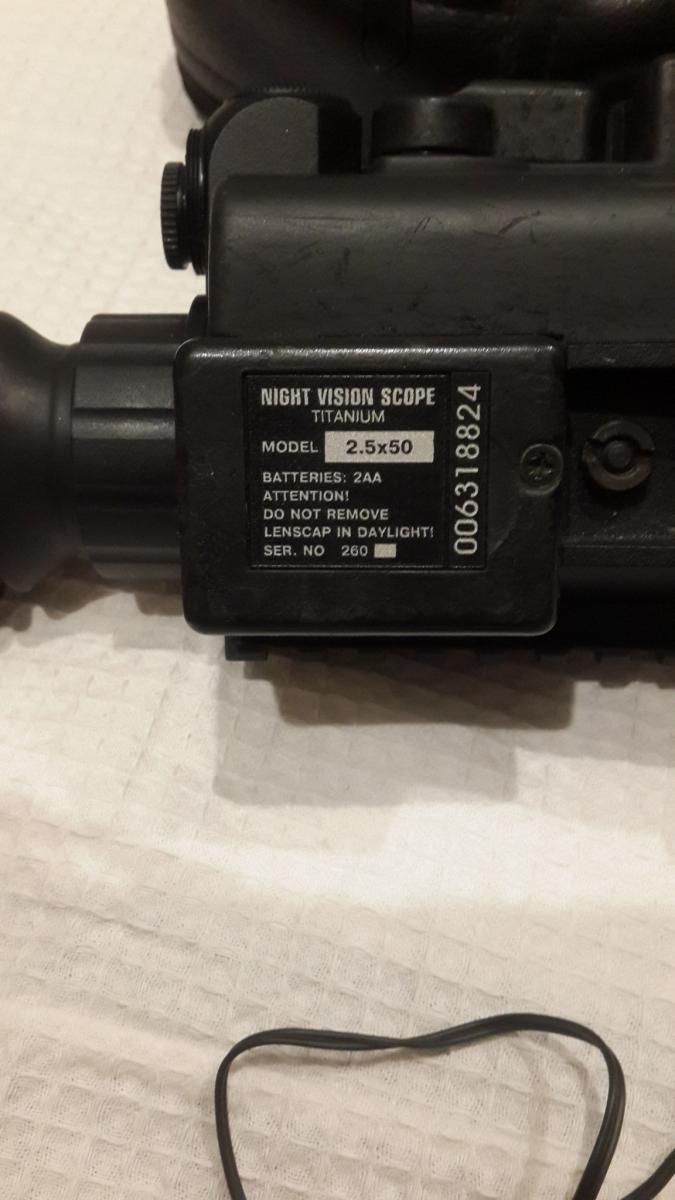 NIGHT VISION SCOPE
TITANIUM
MODEL 2.5x50
BATTERIES: 2AA
ATTENTION!
DO NOT REMOVE
LENSCAP IN DAYLIGHT!
SER. NO 260
006318824